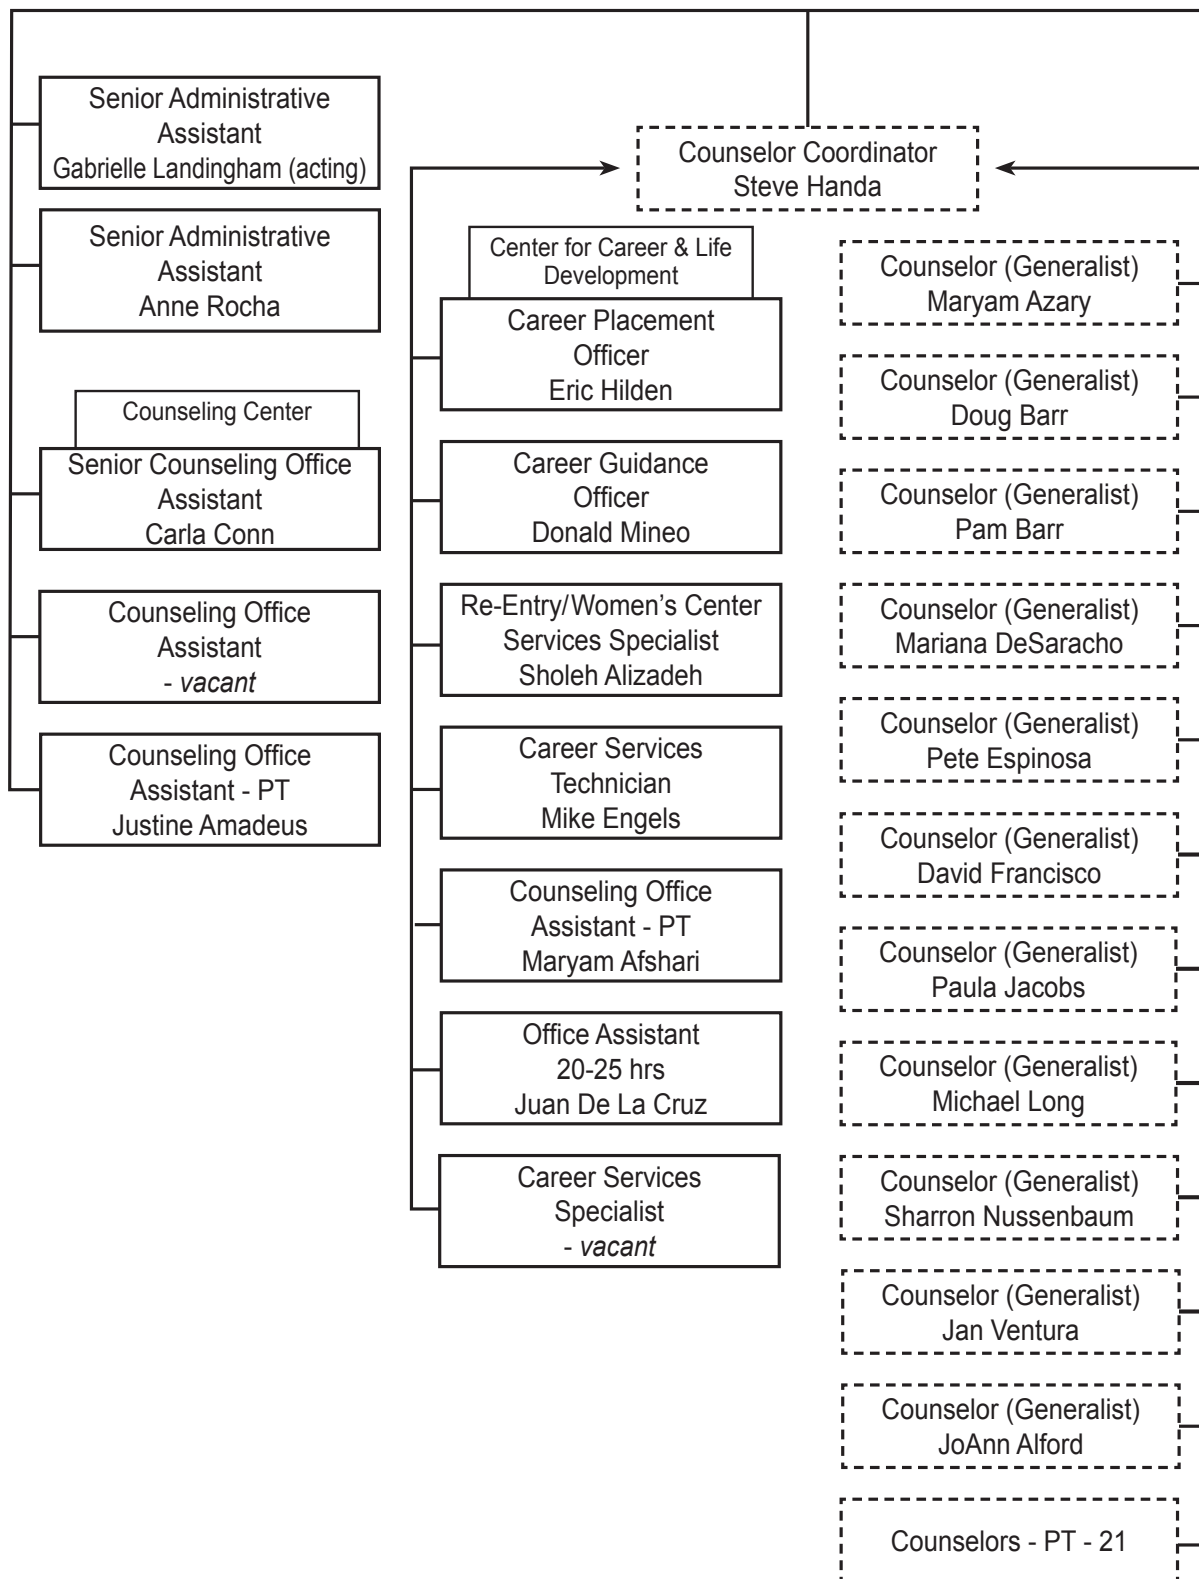 Senior Administrative
Assistant
Gabrielle Landingham (acting)
Senior Administrative
Assistant
Anne Rocha
Counseling Center
Senior Counseling Office
Assistant
Carla Conn
Counseling Office
Assistant
- vacant
Counseling Office
Assistant - PT
Justine Amadeus
Counselor Coordinator
Steve Handa
Center for Career & Life
Development
Career Placement
Officer
Eric Hilden
Career Guidance
Officer
Donald Mineo
Re-Entry/Women’s Center
Services Specialist
Sholeh Alizadeh
Career Services
Technician
Mike Engels
Counseling Office
Assistant - PT
Maryam Afshari
Office Assistant
20-25 hrs
Juan De La Cruz
Career Services
Specialist
- vacant
Counselor (Generalist)
Maryam Azary
Counselor (Generalist)
Doug Barr
Counselor (Generalist)
Pam Barr
Counselor (Generalist)
Mariana DeSaracho
Counselor (Generalist)
Pete Espinosa
Counselor (Generalist)
David Francisco
Counselor (Generalist)
Paula Jacobs
Counselor (Generalist)
Michael Long
Counselor (Generalist)
Sharron Nussenbaum
Counselor (Generalist)
Jan Ventura
Counselor (Generalist)
JoAnn Alford
Counselors - PT - 21